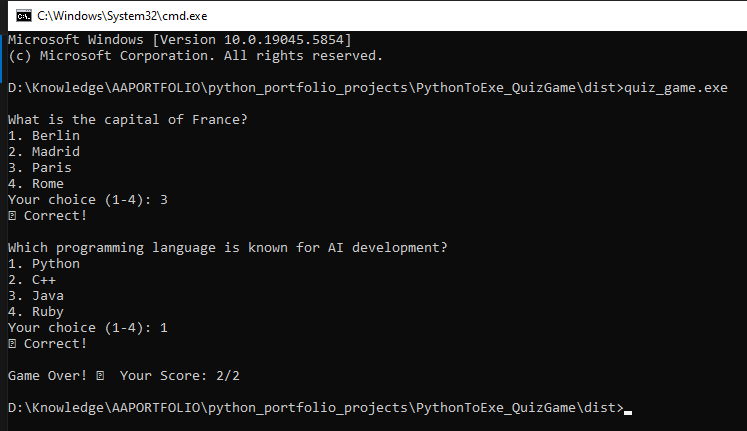 C:\Windows\System32\cmd.exe
Microsoft Windows [Version 10.0.19045.5854]
(c) Microsoft Corporation. All rights reserved.
D:\Knowledge\AAPORTFOLIO\python_portfolio_projects\PythonToExe_QuizGame\dist>quiz_game.exe
What is the capital of France?
1. Berlin
2. Madrid
3. Paris
4. Rome
Your choice (1-4): 3
⍰ Correct!
Which programming language is known for AI development?
1. Python
2. C++
3. Java
4. Ruby
Your choice (1-4): 1
⍰ Correct!
Game Over! ⍰  Your Score: 2/2
D:\Knowledge\AAPORTFOLIO\python_portfolio_projects\PythonToExe_QuizGame\dist>